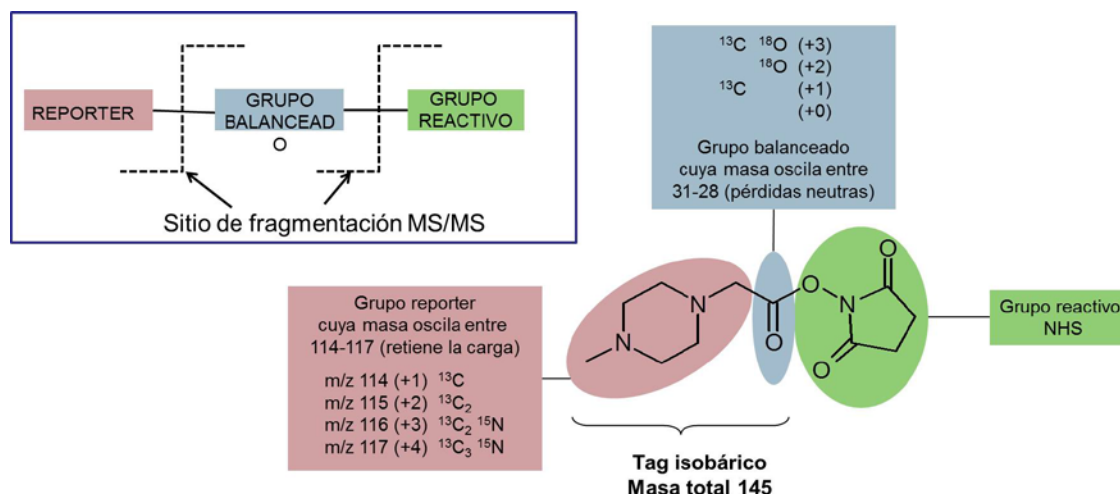 REPORTER
GRUPO
BALANCEAD
O
GRUPO
REACTIVO
Sitio de fragmentación MS/MS
¹³C ¹⁸O (+3)
¹⁸O (+2)
¹³C (+1)
(+0)
Grupo balanceado
cuya masa oscila entre
31-28 (pérdidas neutras)
Grupo reporter
cuya masa oscila entre
114-117 (retiene la carga)
m/z 114 (+1) ¹³C
m/z 115 (+2) ¹³C₂
m/z 116 (+3) ¹³C₂ ¹⁵N
m/z 117 (+4) ¹³C₃ ¹⁵N
N
N
O
O
N
O
O
Grupo reactivo
NHS
Tag isobárico
Masa total 145